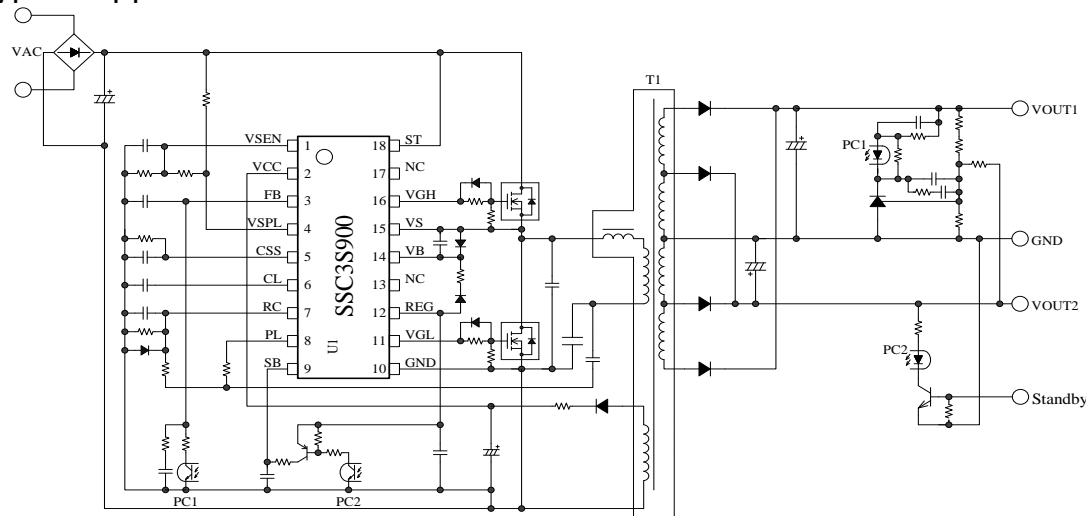 VAC
T1
VSEN 1 18 ST
VCC 2 17 NC
FB 3 16 VGH
VSPL 4 15 VS
CSS 5 14 VB
CL 6 13 NC
RC 7 12 REG
PL 8 11 VGL
SB 9 10 GND
SSC3S900
U1
PC1
PC2
VOUT1
PC1
GND
VOUT2
PC2
Standby